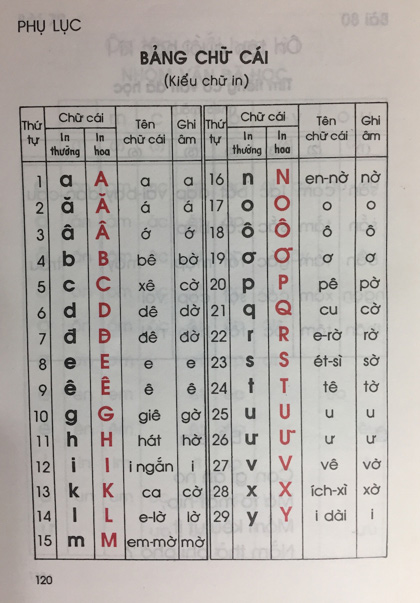 PHỤ LỤC
BẢNG CHỮ CÁI
(Kiểu chữ in)
Thứ tự | Chữ cái | Tên chữ cái | Ghi âm | Thứ tự | Chữ cái | Tên chữ cái | Ghi âm
In thường | In hoa | In thường | In hoa
1 a A a a 16 n N en-nờ nờ
2 ă Ă á á 17 o O o o
3 â Â ớ ớ 18 ô Ô ô ô
4 b B bê bờ 19 ơ Ơ ơ ơ
5 c C xê cờ 20 p P pê pờ
6 d D dê dờ 21 q Q cu cờ
7 đ Đ đê đờ 22 r R e-rờ rờ
8 e E e e 23 s S ét-sì sờ
9 ê Ê ê ê 24 t T tê tờ
10 g G giê gờ 25 u U u u
11 h H hát hờ 26 ư Ư ư ư
12 i I i ngắn i 27 v V vê vờ
13 k K ca cờ 28 x X ích-xì xờ
14 l L e-lờ lờ 29 y Y i dài i
15 m M em-mờ mờ
120